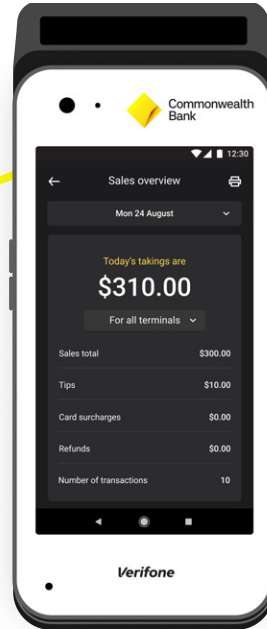 Commonwealth
Bank
12:30
Sales overview
Mon 24 August
Today's takings are
$310.00
For all terminals
Sales total $300.00
Tips $10.00
Card surcharges $0.00
Refunds $0.00
Number of transactions 10
Verifone